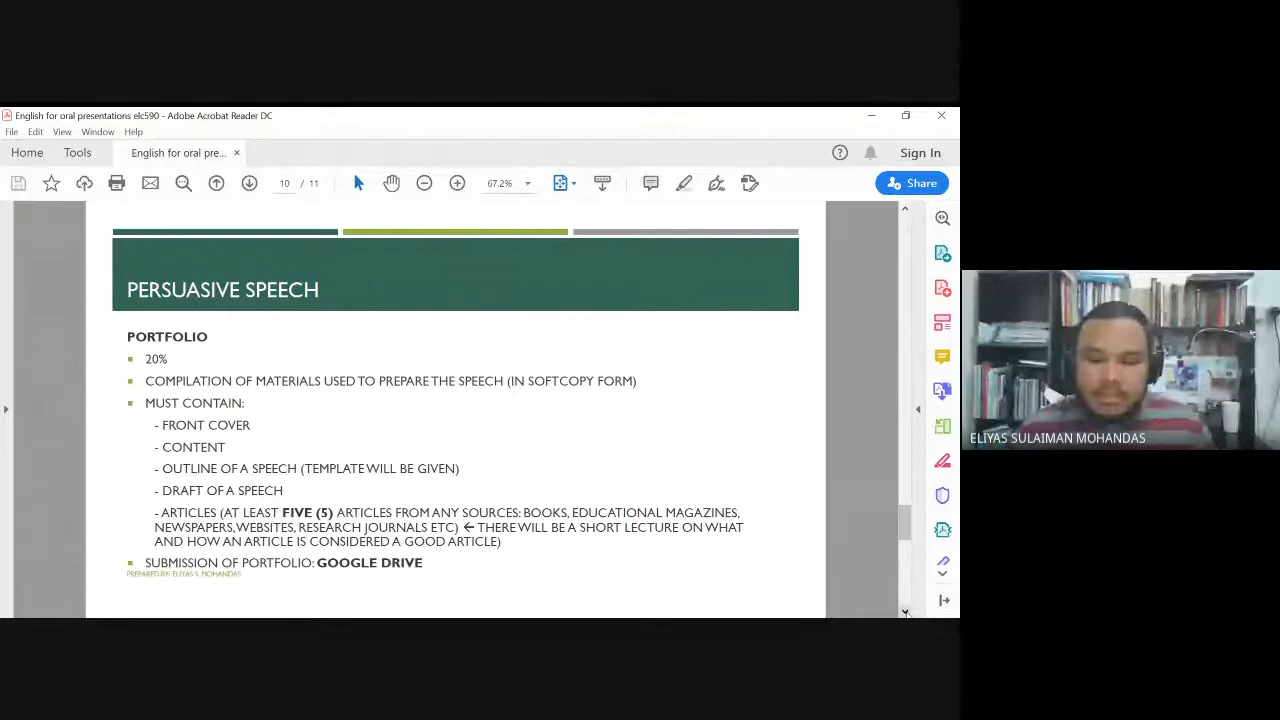 English for oral presentations elc590 - Adobe Acrobat Reader DC
File Edit View Window Help
Home Tools English for oral pre... × Sign In
10 / 11 67.2% Share
PERSUASIVE SPEECH
PORTFOLIO
20%
COMPILATION OF MATERIALS USED TO PREPARE THE SPEECH (IN SOFTCOPY FORM)
MUST CONTAIN:
- FRONT COVER
- CONTENT
- OUTLINE OF A SPEECH (TEMPLATE WILL BE GIVEN)
- DRAFT OF A SPEECH
- ARTICLES (AT LEAST FIVE (5) ARTICLES FROM ANY SOURCES: BOOKS, EDUCATIONAL MAGAZINES,
NEWSPAPERS, WEBSITES, RESEARCH JOURNALS ETC) ← THERE WILL BE A SHORT LECTURE ON WHAT
AND HOW AN ARTICLE IS CONSIDERED A GOOD ARTICLE)
SUBMISSION OF PORTFOLIO: GOOGLE DRIVE
PREPARED BY: ELIYAS S. MOHANDAS
ELIYAS SULAIMAN MOHANDAS